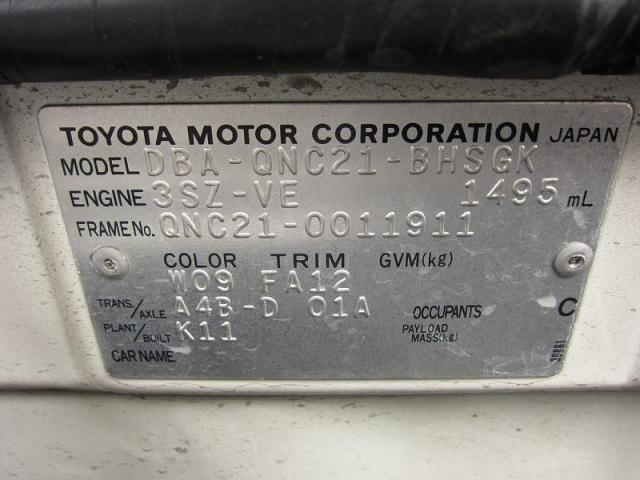 TOYOTA MOTOR CORPORATION JAPAN
MODEL DBA-QNC21-BHSGK
ENGINE 3SZ-VE 1495 mL
FRAME No. QNC21-0011911
COLOR TRIM GVM(kg)
W09 FA12
TRANS./AXLE A4B-D 01A OCCUPANTS C
PLANT/BUILT K11 PAYLOAD MASS(kg)
CAR NAME